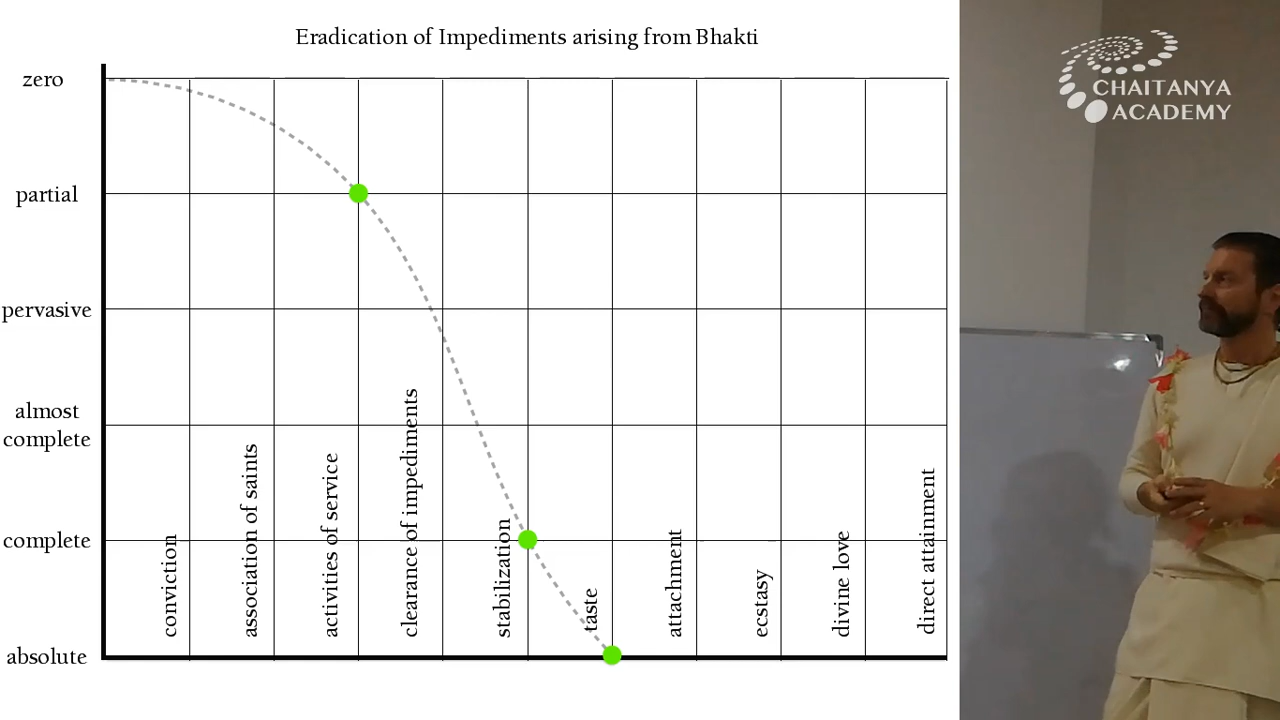 Eradication of Impediments arising from Bhakti
zero
partial
pervasive
almost
complete
complete
absolute
conviction
association of saints
activities of service
clearance of impediments
stabilization
taste
attachment
ecstasy
divine love
direct attainment
CHAITANYA
ACADEMY